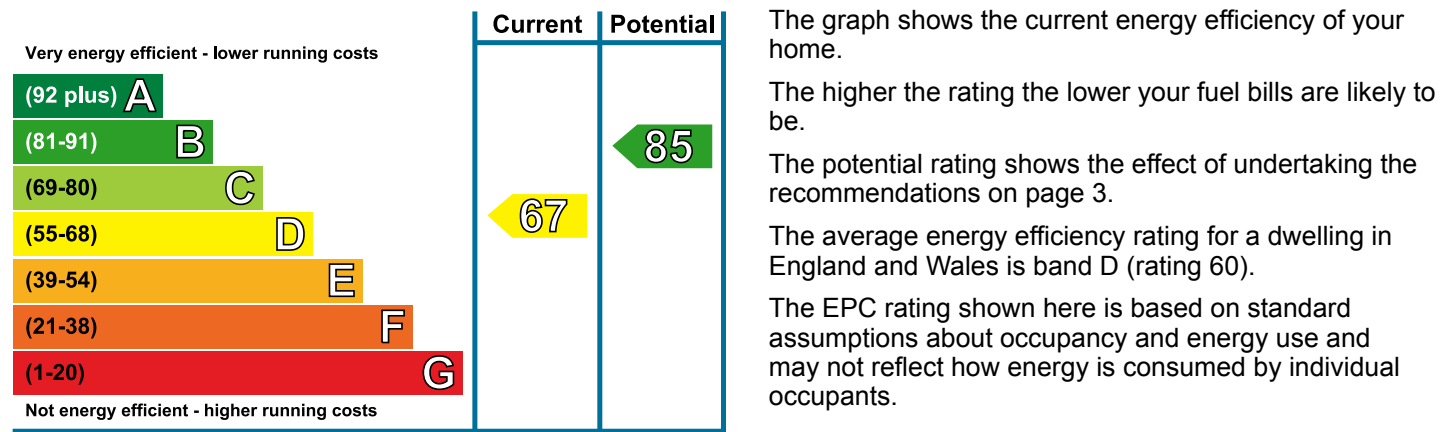 Current Potential
Very energy efficient - lower running costs
(92 plus) A
(81-91) B
85
(69-80) C
67
(55-68) D
(39-54) E
(21-38) F
(1-20) G
Not energy efficient - higher running costs
The graph shows the current energy efficiency of your
home.
The higher the rating the lower your fuel bills are likely to
be.
The potential rating shows the effect of undertaking the
recommendations on page 3.
The average energy efficiency rating for a dwelling in
England and Wales is band D (rating 60).
The EPC rating shown here is based on standard
assumptions about occupancy and energy use and
may not reflect how energy is consumed by individual
occupants.